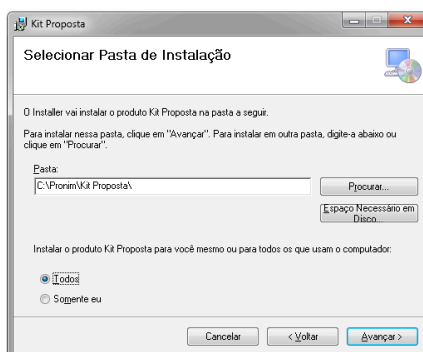 Kit Proposta
Selecionar Pasta de Instalação
O Installer vai instalar o produto Kit Proposta na pasta a seguir.
Para instalar nessa pasta, clique em "Avançar". Para instalar em outra pasta, digite-a abaixo ou
clique em "Procurar".
Pasta:
C:\Pronim\Kit Proposta\
Procurar...
Espaço Necessário em
Disco...
Instalar o produto Kit Proposta para você mesmo ou para todos os que usam o computador:
Todos
Somente eu
Cancelar
< Voltar
Avançar >